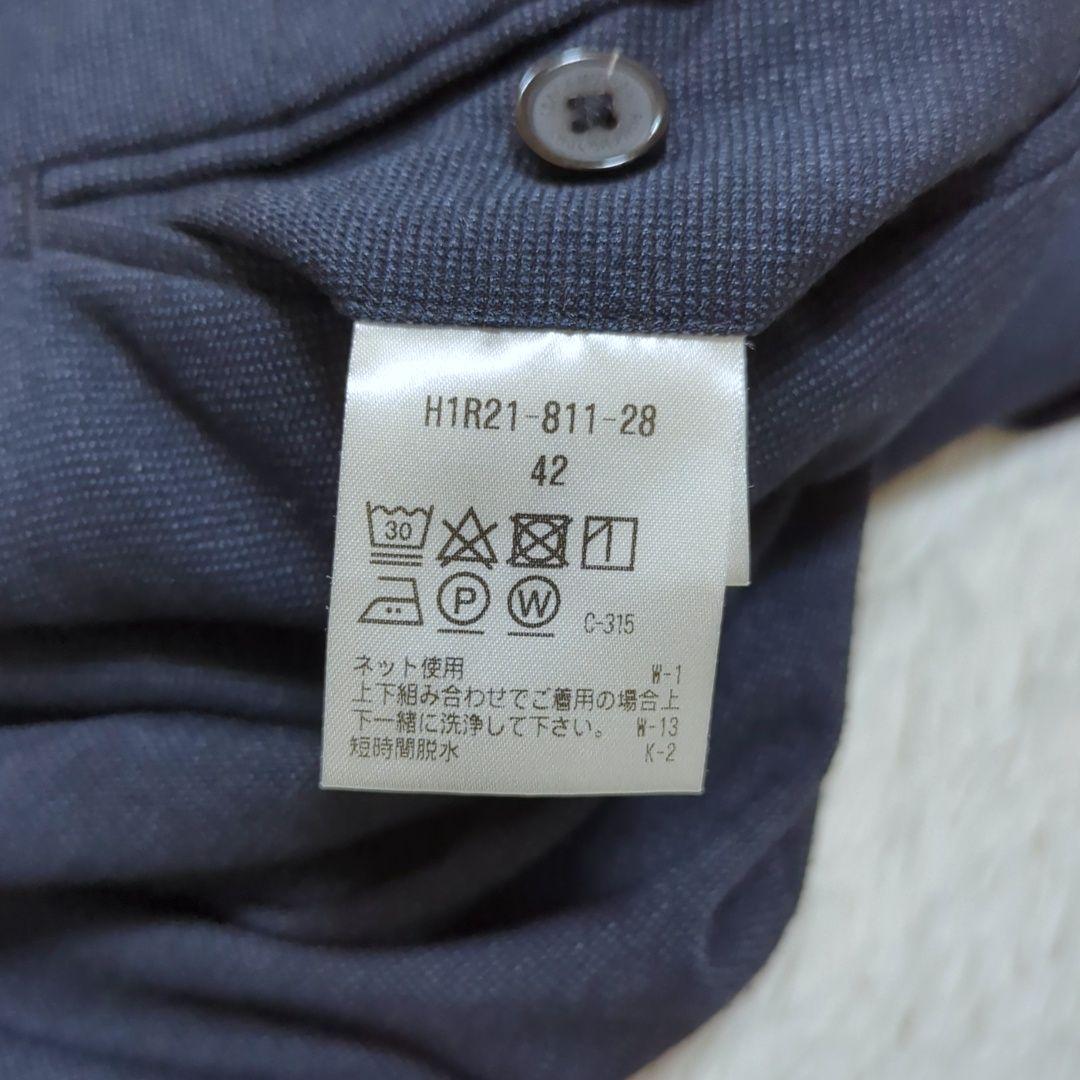 H1R21-811-28
42
30
P W C-315
ネット使用 W-1
上下組み合わせでご着用の場合上
下一緒に洗浄して下さい。 W-13
短時間脱水 K-2